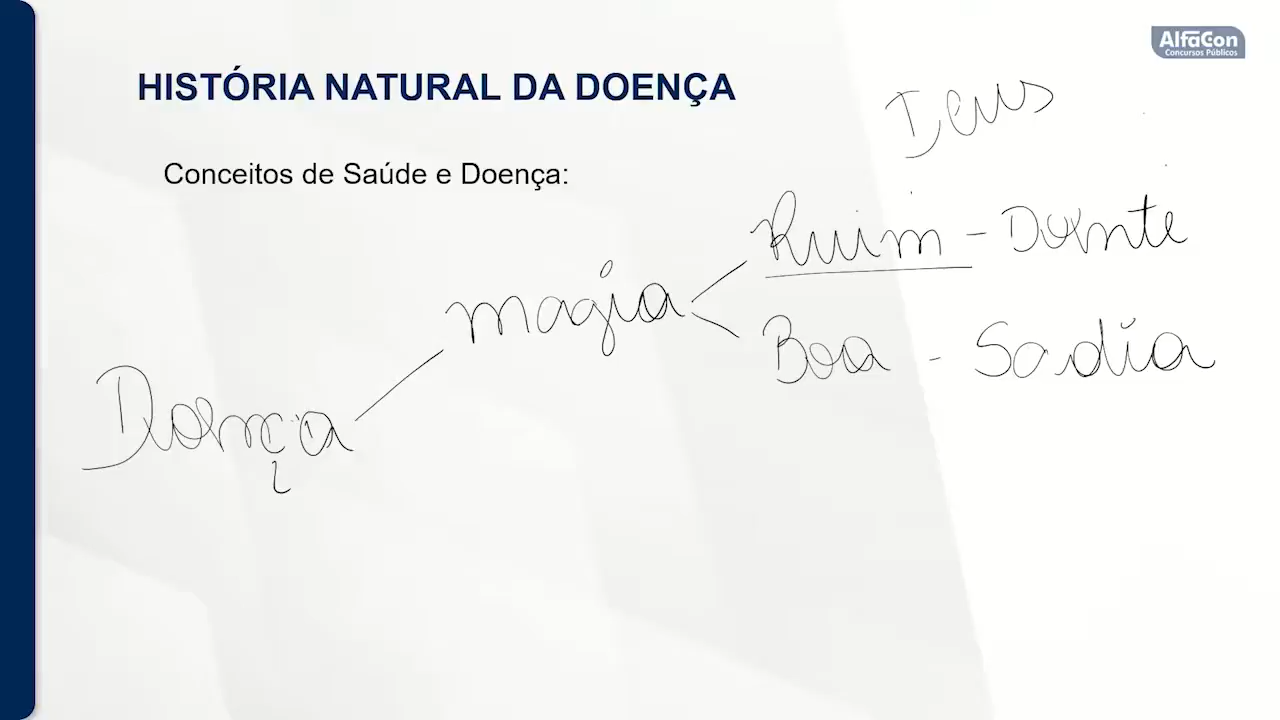 AlfaCon
Concursos Públicos
HISTÓRIA NATURAL DA DOENÇA
Deus
Conceitos de Saúde e Doença:
Ruim - Doente
magia
Boa - Sadia
Doença